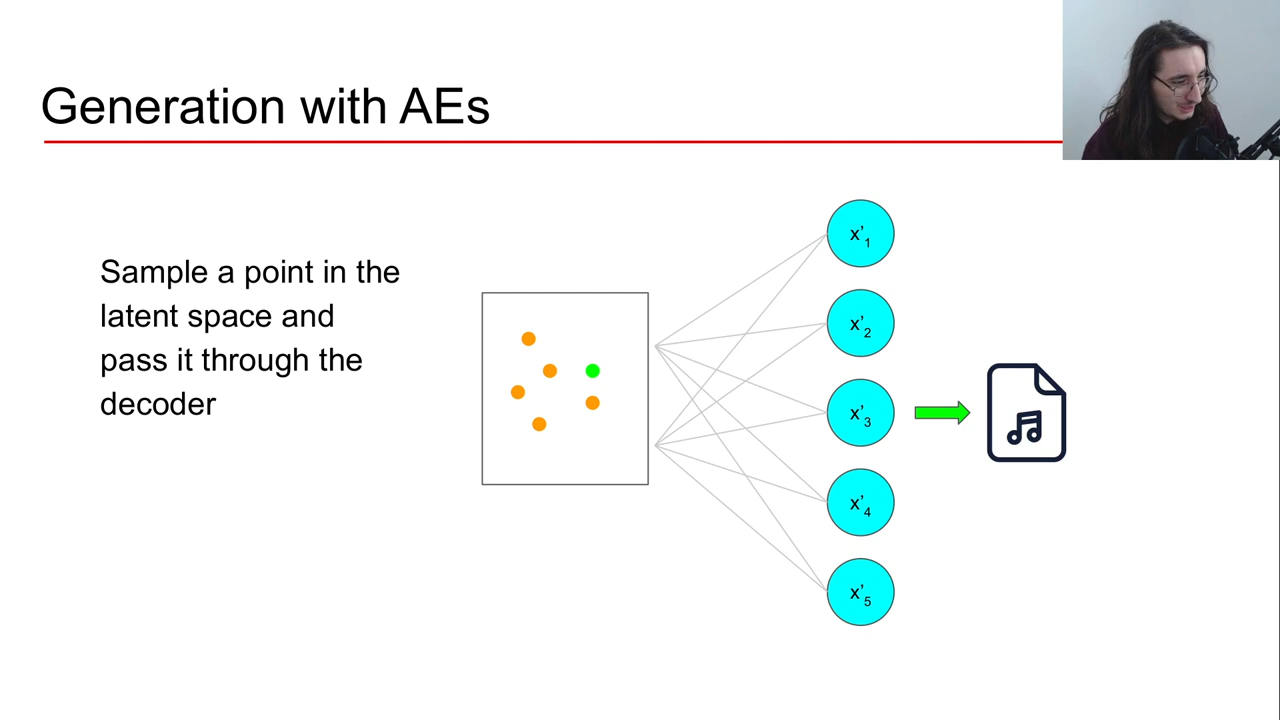 Generation with AEs
Sample a point in the
latent space and
pass it through the
decoder
x'1
x'2
x'3
x'4
x'5